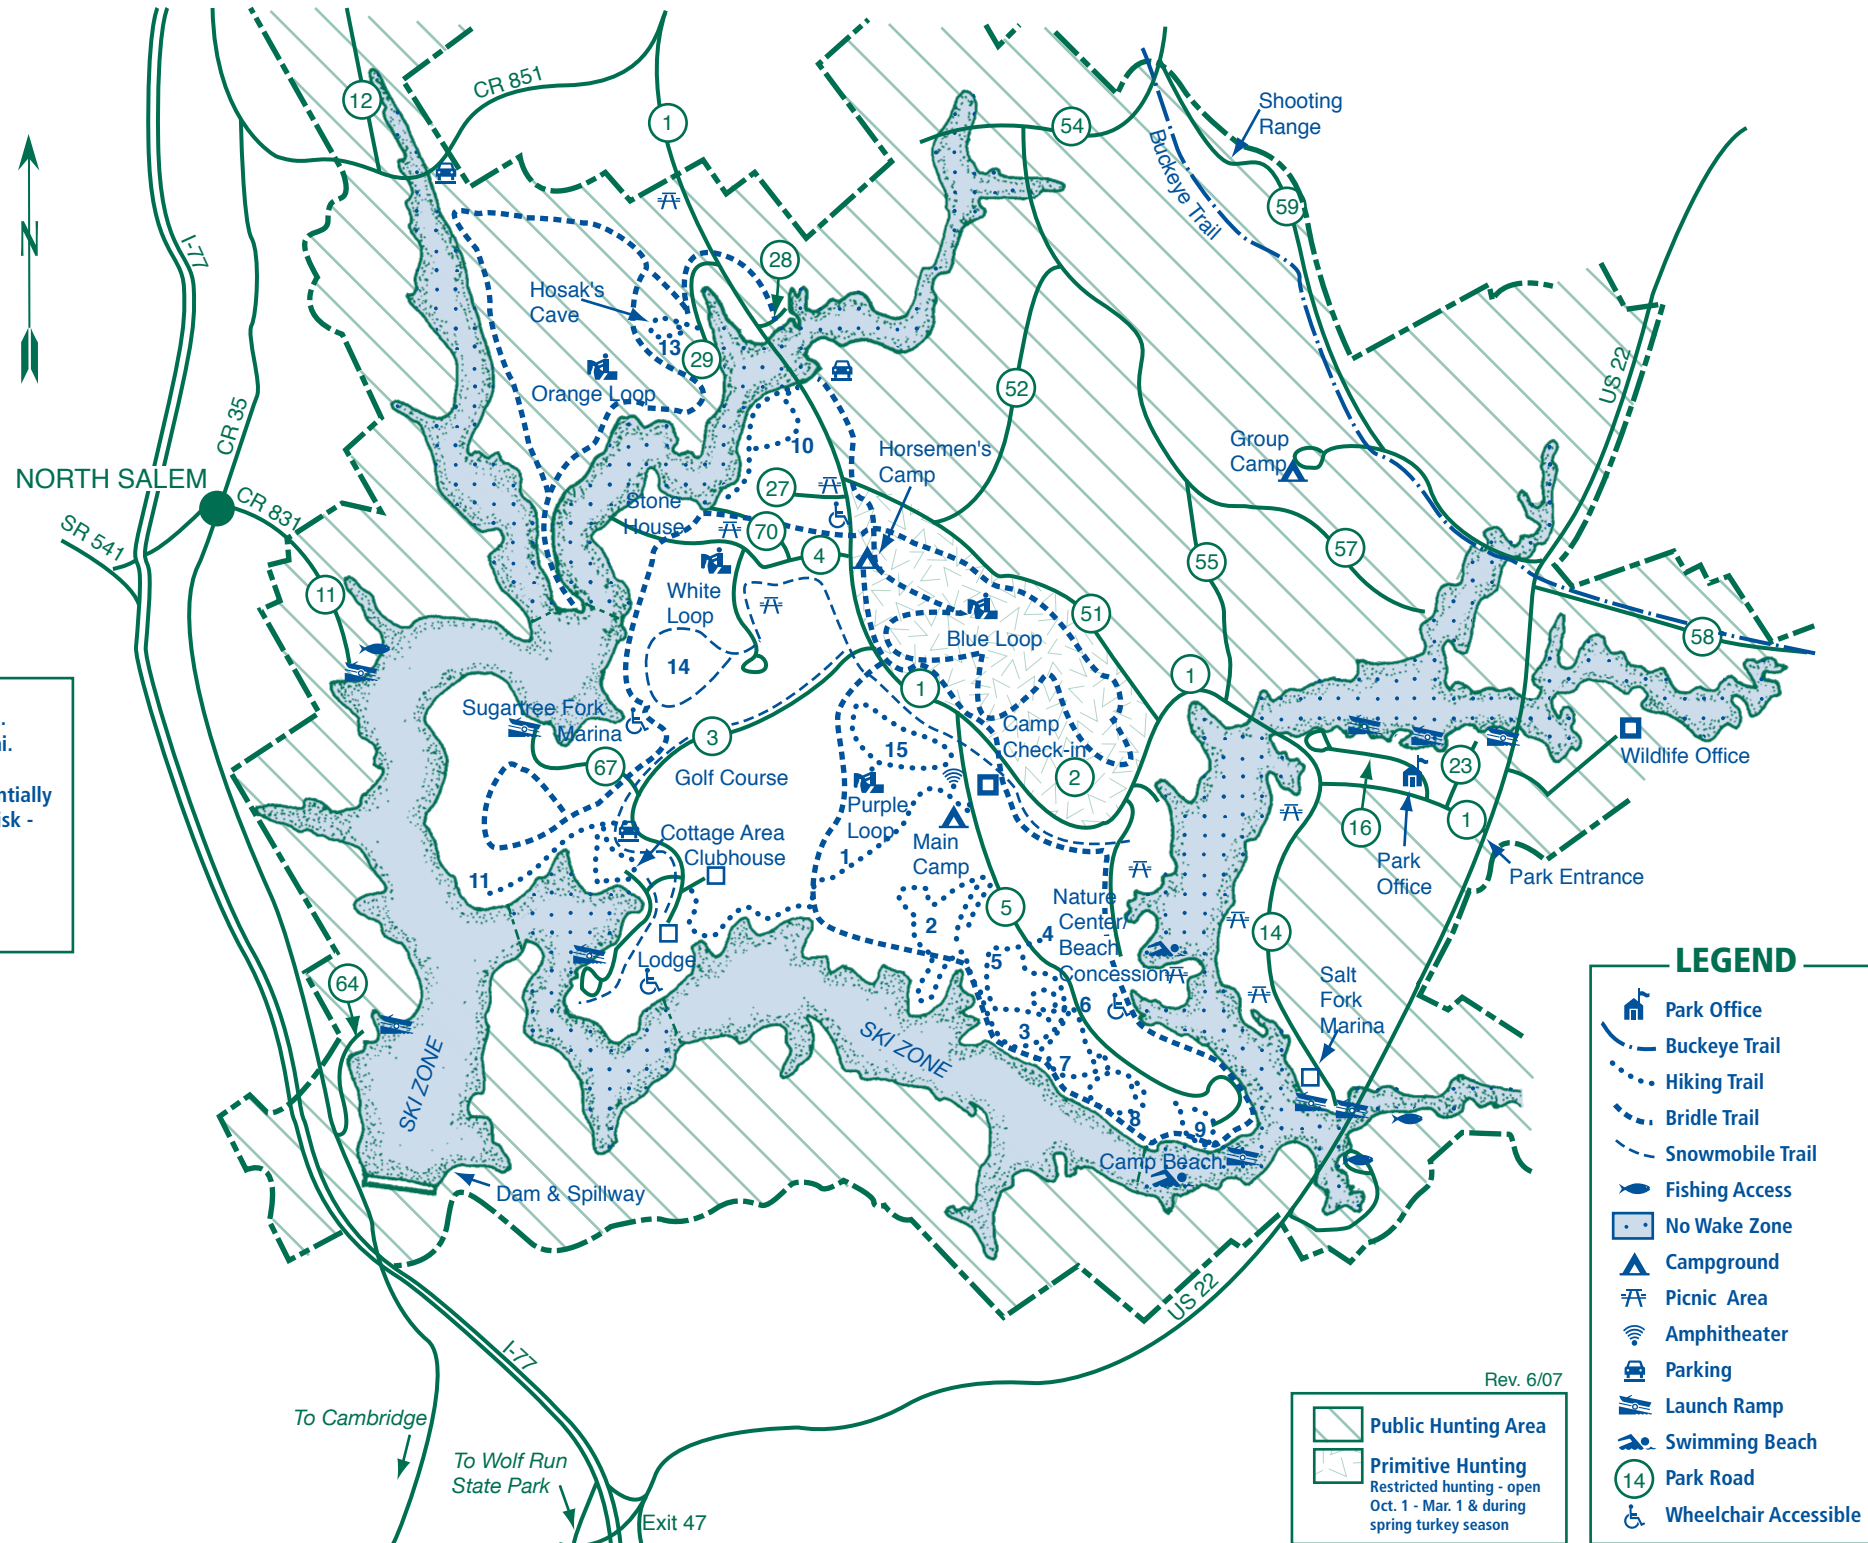 CR 851
12
1
54
Shooting
Range
Buckeye Trail
59
N
I-77
28
Hosak's
Cave
13
29
Orange Loop
CR 35
52
US 22
10
Horsemen's
Camp
Group
Camp
NORTH SALEM
CR 831
SR 541
27
Stone
House
70
4
57
55
11
White
Loop
51
Blue Loop
58
14
1
1
Sugartree Fork
Marina
3
Camp
Check-in
15
Wildlife Office
67
Golf Course
2
23
Purple
Loop
16
1
Cottage Area
Clubhouse
1
Main
Camp
Park
Office
Park Entrance
11
Nature
Center/
Beach
Concession
5
2
4
14
Lodge
5
64
Salt
Fork
Marina
6
3
SKI ZONE
SKI ZONE
7
8
9
Camp Beach
Dam & Spillway
US 22
I-77
To Cambridge
To Wolf Run
State Park
Exit 47
.
i.
ntially
isk -
Rev. 6/07
Public Hunting Area
Primitive Hunting
Restricted hunting - open
Oct. 1 - Mar. 1 & during
spring turkey season
LEGEND
Park Office
Buckeye Trail
Hiking Trail
Bridle Trail
Snowmobile Trail
Fishing Access
No Wake Zone
Campground
Picnic Area
Amphitheater
Parking
Launch Ramp
Swimming Beach
14 Park Road
Wheelchair Accessible